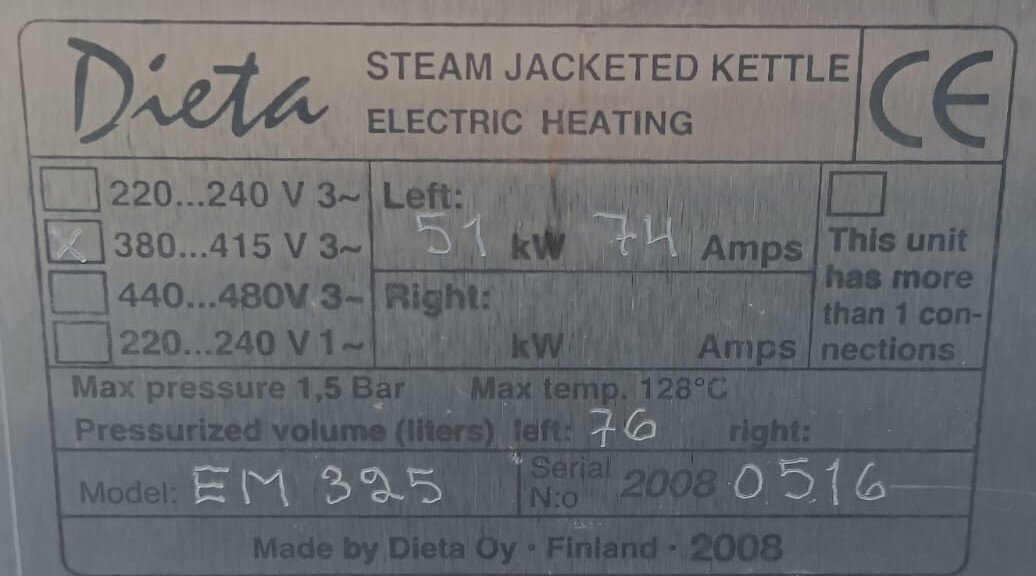 Dieta
STEAM JACKETED KETTLE
ELECTRIC HEATING
CE
220...240 V 3~
X 380...415 V 3~
440...480V 3~
220...240 V 1~
Left:
51 kW 74 Amps
Right:
kW Amps
This unit
has more
than 1 con-
nections
Max pressure 1,5 Bar Max temp. 128°C
Pressurized volume (liters) left: 76 right:
Model: EM 325
Serial
N:o 2008 0516
Made by Dieta Oy · Finland · 2008